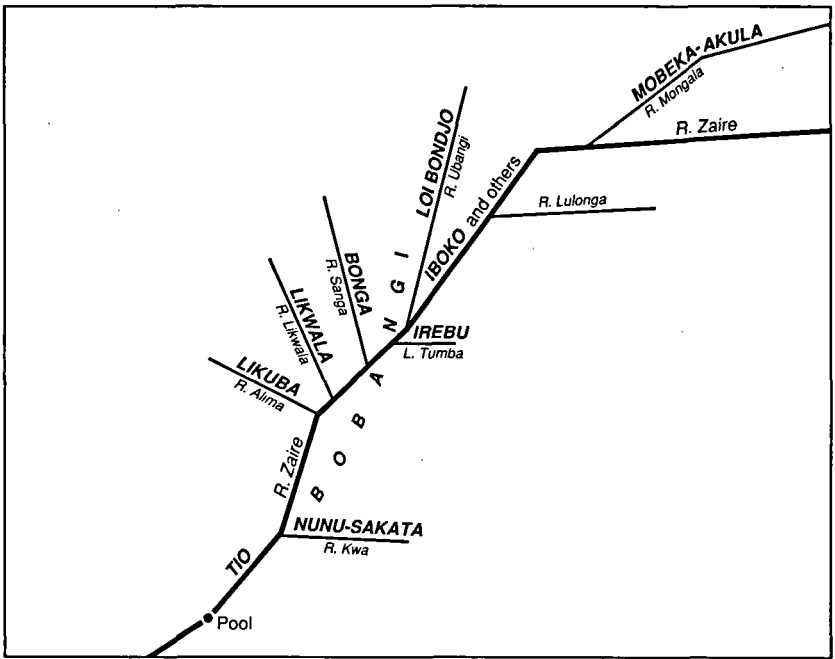 MOBEKA-AKULA
R. Mongala
R. Zaire
LOI BONDJO
R. Ubangi
IBOKO and others
R. Lulonga
BONGA
R. Sanga
LIKWALA
R. Likwala
IREBU
L. Tumba
LIKUBA
R. Alima
BOBANGI
R. Zaire
NUNU-SAKATA
R. Kwa
TIO
Pool